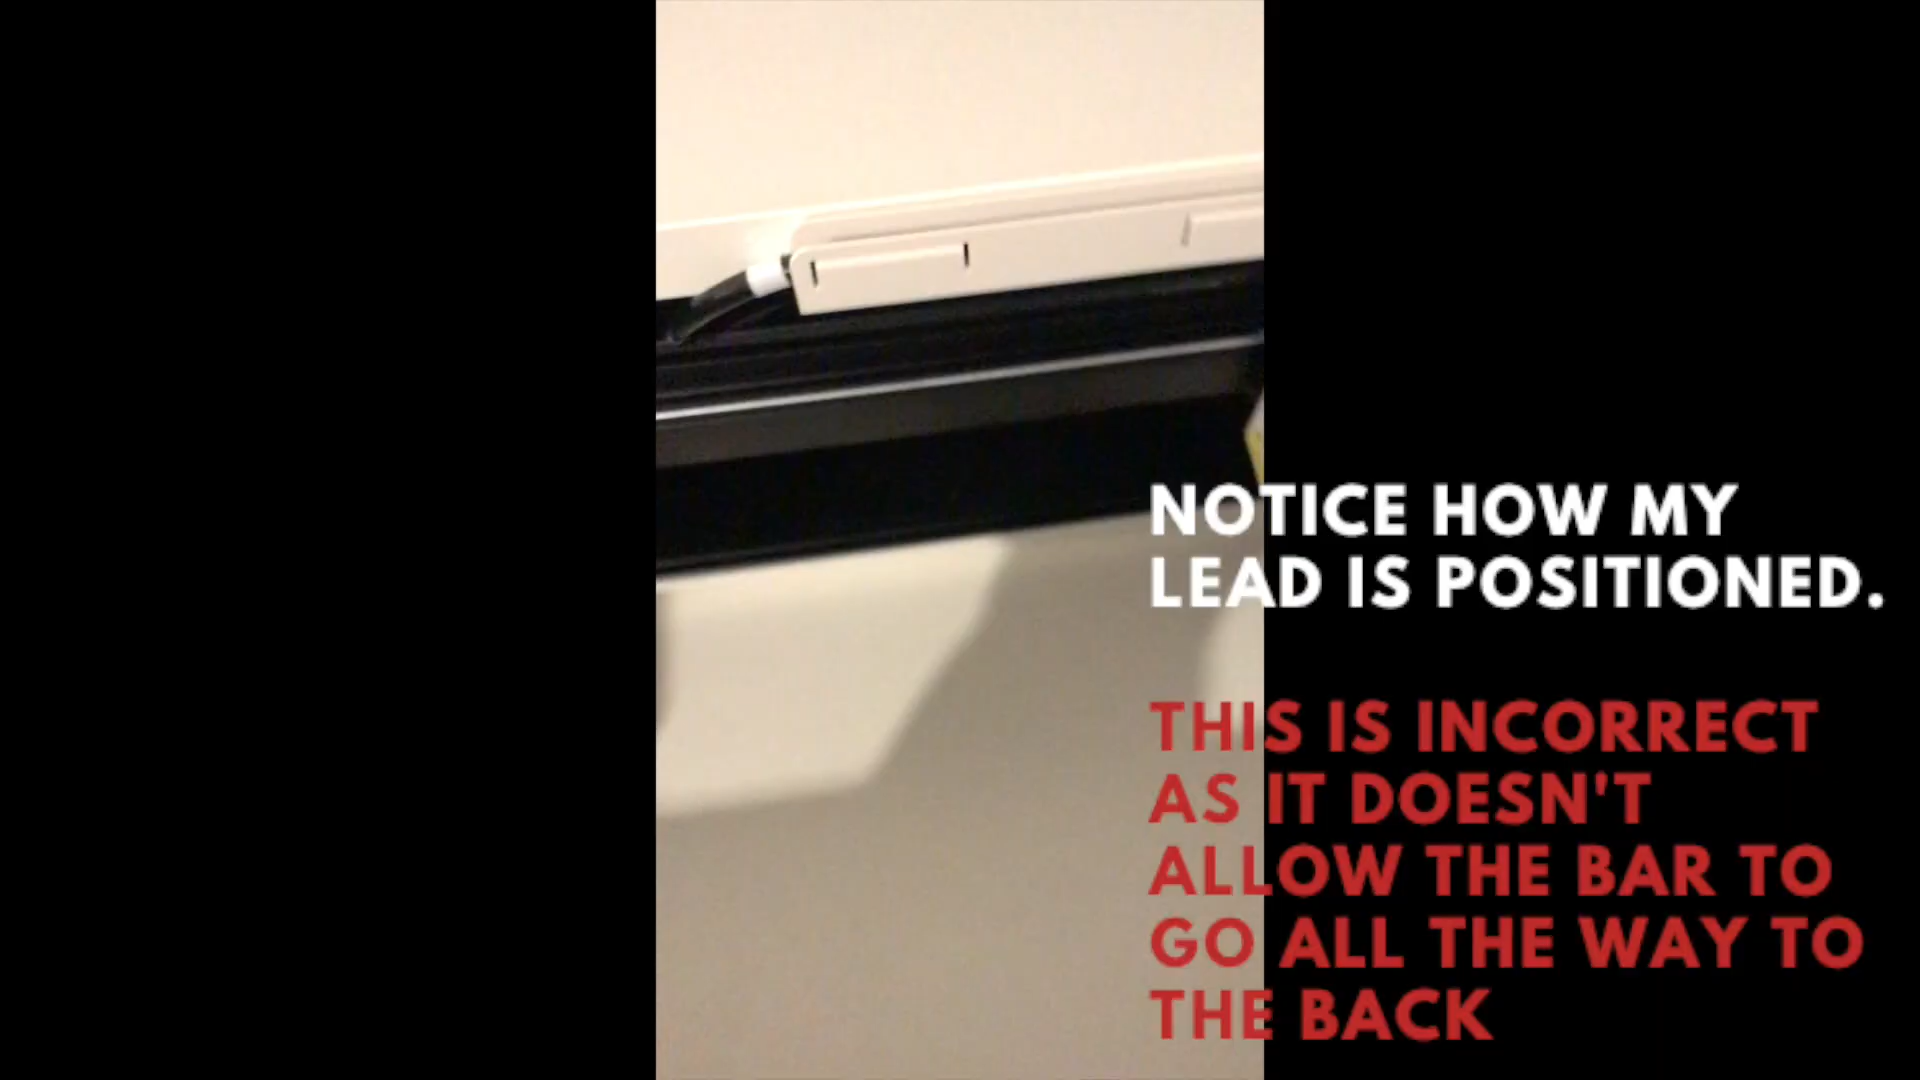 NOTICE HOW MY
LEAD IS POSITIONED.
THIS IS INCORRECT
AS IT DOESN'T
ALLOW THE BAR TO
GO ALL THE WAY TO
THE BACK